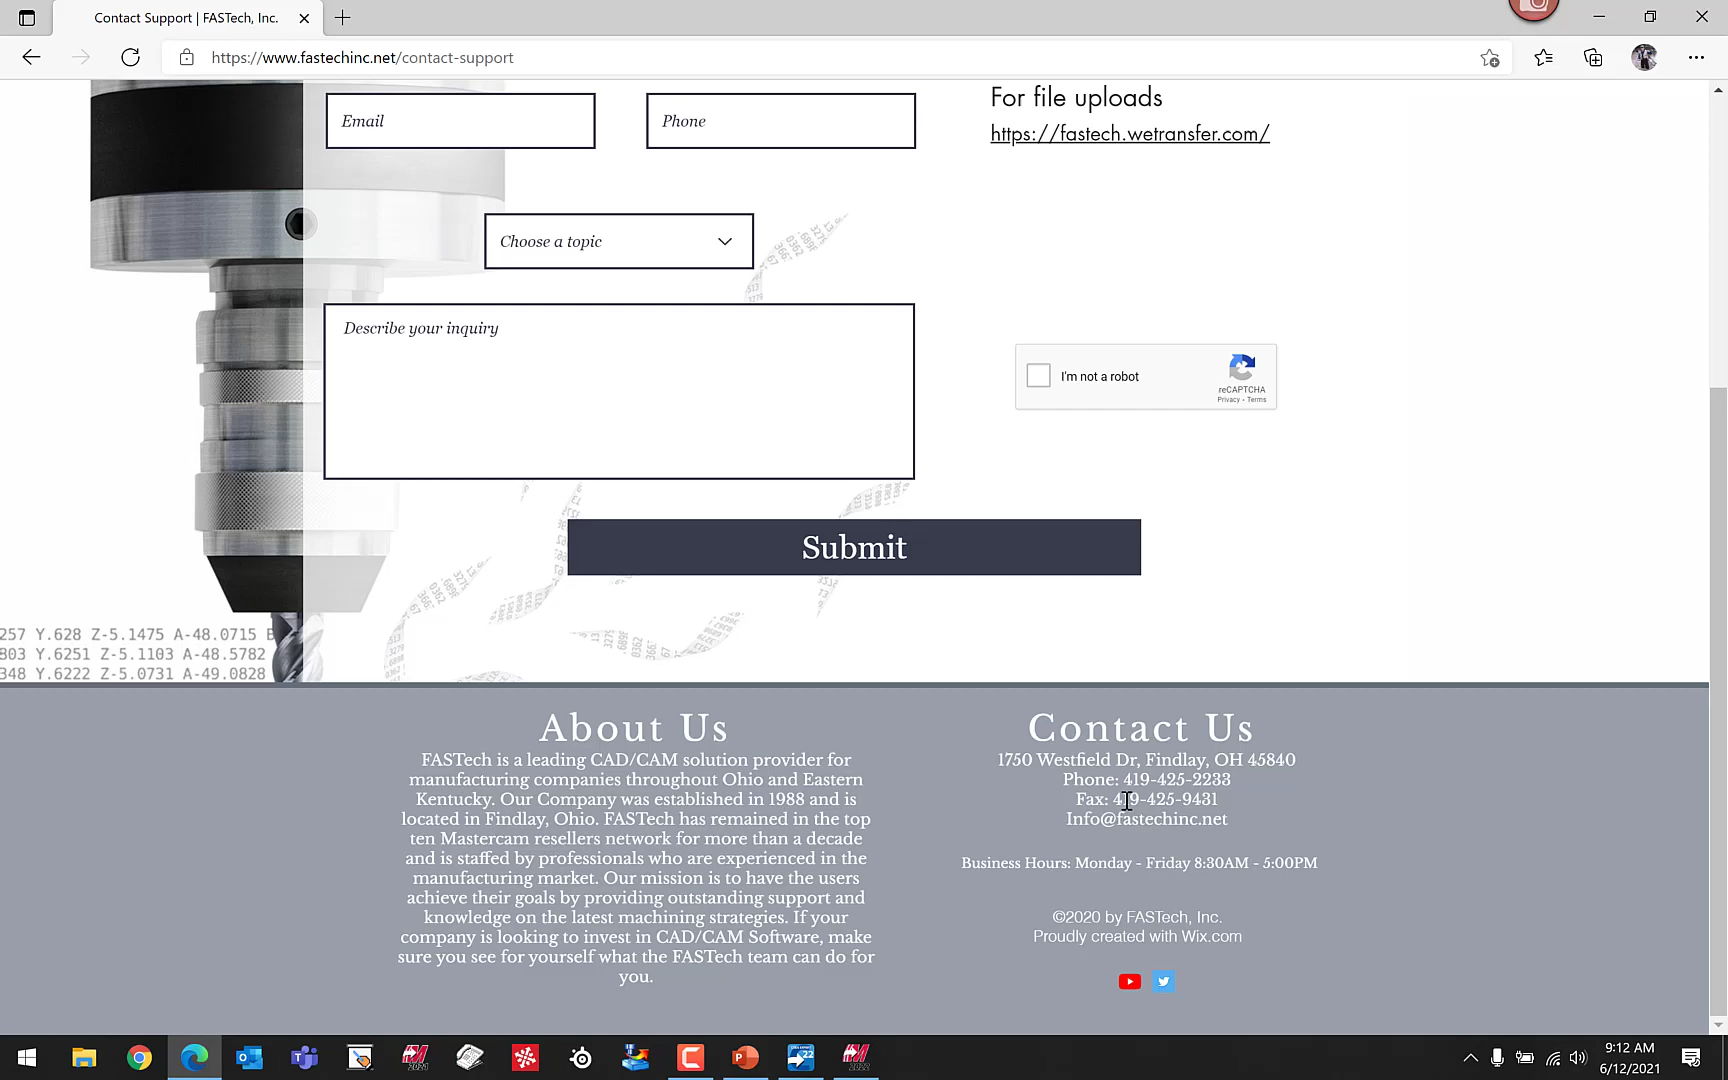 Contact Support | FASTech, Inc.
https://www.fastechinc.net/contact-support
Email
Phone
For file uploads
https://fastech.wetransfer.com/
Choose a topic
Describe your inquiry
I'm not a robot
reCAPTCHA
Privacy - Terms
Submit
257 Y.628 Z-5.1475 A-48.0715 B
803 Y.6251 Z-5.1103 A-48.5782
348 Y.6222 Z-5.0731 A-49.0828
About Us
FASTech is a leading CAD/CAM solution provider for
manufacturing companies throughout Ohio and Eastern
Kentucky. Our Company was established in 1988 and is
located in Findlay, Ohio. FASTech has remained in the top
ten Mastercam resellers network for more than a decade
and is staffed by professionals who are experienced in the
manufacturing market. Our mission is to have the users
achieve their goals by providing outstanding support and
knowledge on the latest machining strategies. If your
company is looking to invest in CAD/CAM Software, make
sure you see for yourself what the FASTech team can do for
you.
Contact Us
1750 Westfield Dr, Findlay, OH 45840
Phone: 419-425-2233
Fax: 419-425-9431
Info@fastechinc.net
Business Hours: Monday - Friday 8:30AM - 5:00PM
©2020 by FASTech, Inc.
Proudly created with Wix.com
9:12 AM
6/12/2021